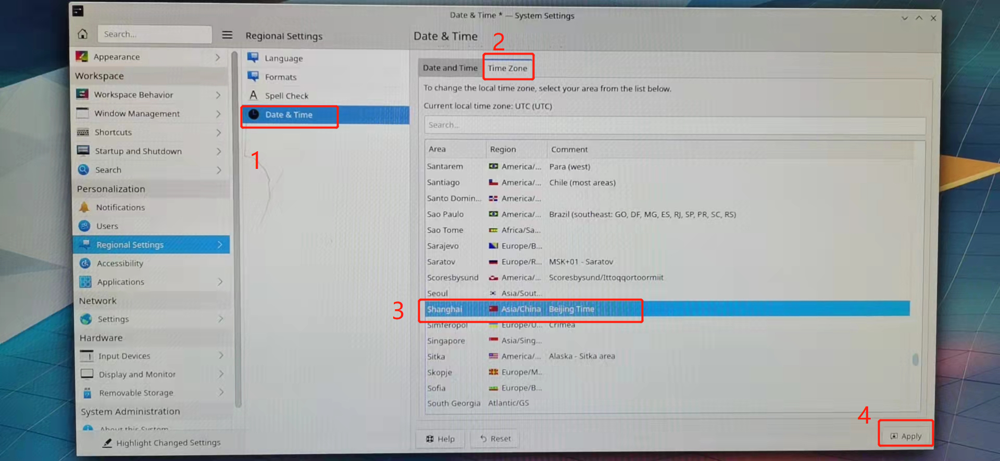 Date & Time * — System Settings
Search...
Regional Settings
Date & Time
2
Appearance
Workspace
Workspace Behavior
Window Management
Shortcuts
Startup and Shutdown
Search
Personalization
Notifications
Users
Regional Settings
Accessibility
Applications
Network
Settings
Hardware
Input Devices
Display and Monitor
Removable Storage
System Administration
About this System
Highlight Changed Settings
Language
Formats
Spell Check
Date & Time
1
Date and Time
Time Zone
To change the local time zone, select your area from the list below.
Current local time zone: UTC (UTC)
Search...
Area Region Comment
Santarem America/... Para (west)
Santiago America/... Chile (most areas)
Santo Domin... America/...
Sao Paulo America/... Brazil (southeast: GO, DF, MG, ES, RJ, SP, PR, SC, RS)
Sao Tome Africa/Sa...
Sarajevo Europe/B...
Saratov Europe/R... MSK+01 - Saratov
Scoresbysund America/... Scoresbysund/Ittoqqortoormiit
Seoul Asia/Sout...
3
Shanghai Asia/China Beijing Time
Simferopol Europe/U... Crimea
Singapore Asia/Sing...
Sitka America/... Alaska - Sitka area
Skopje Europe/M...
Sofia Europe/B...
South Georgia Atlantic/GS
4
Help
Reset
Apply